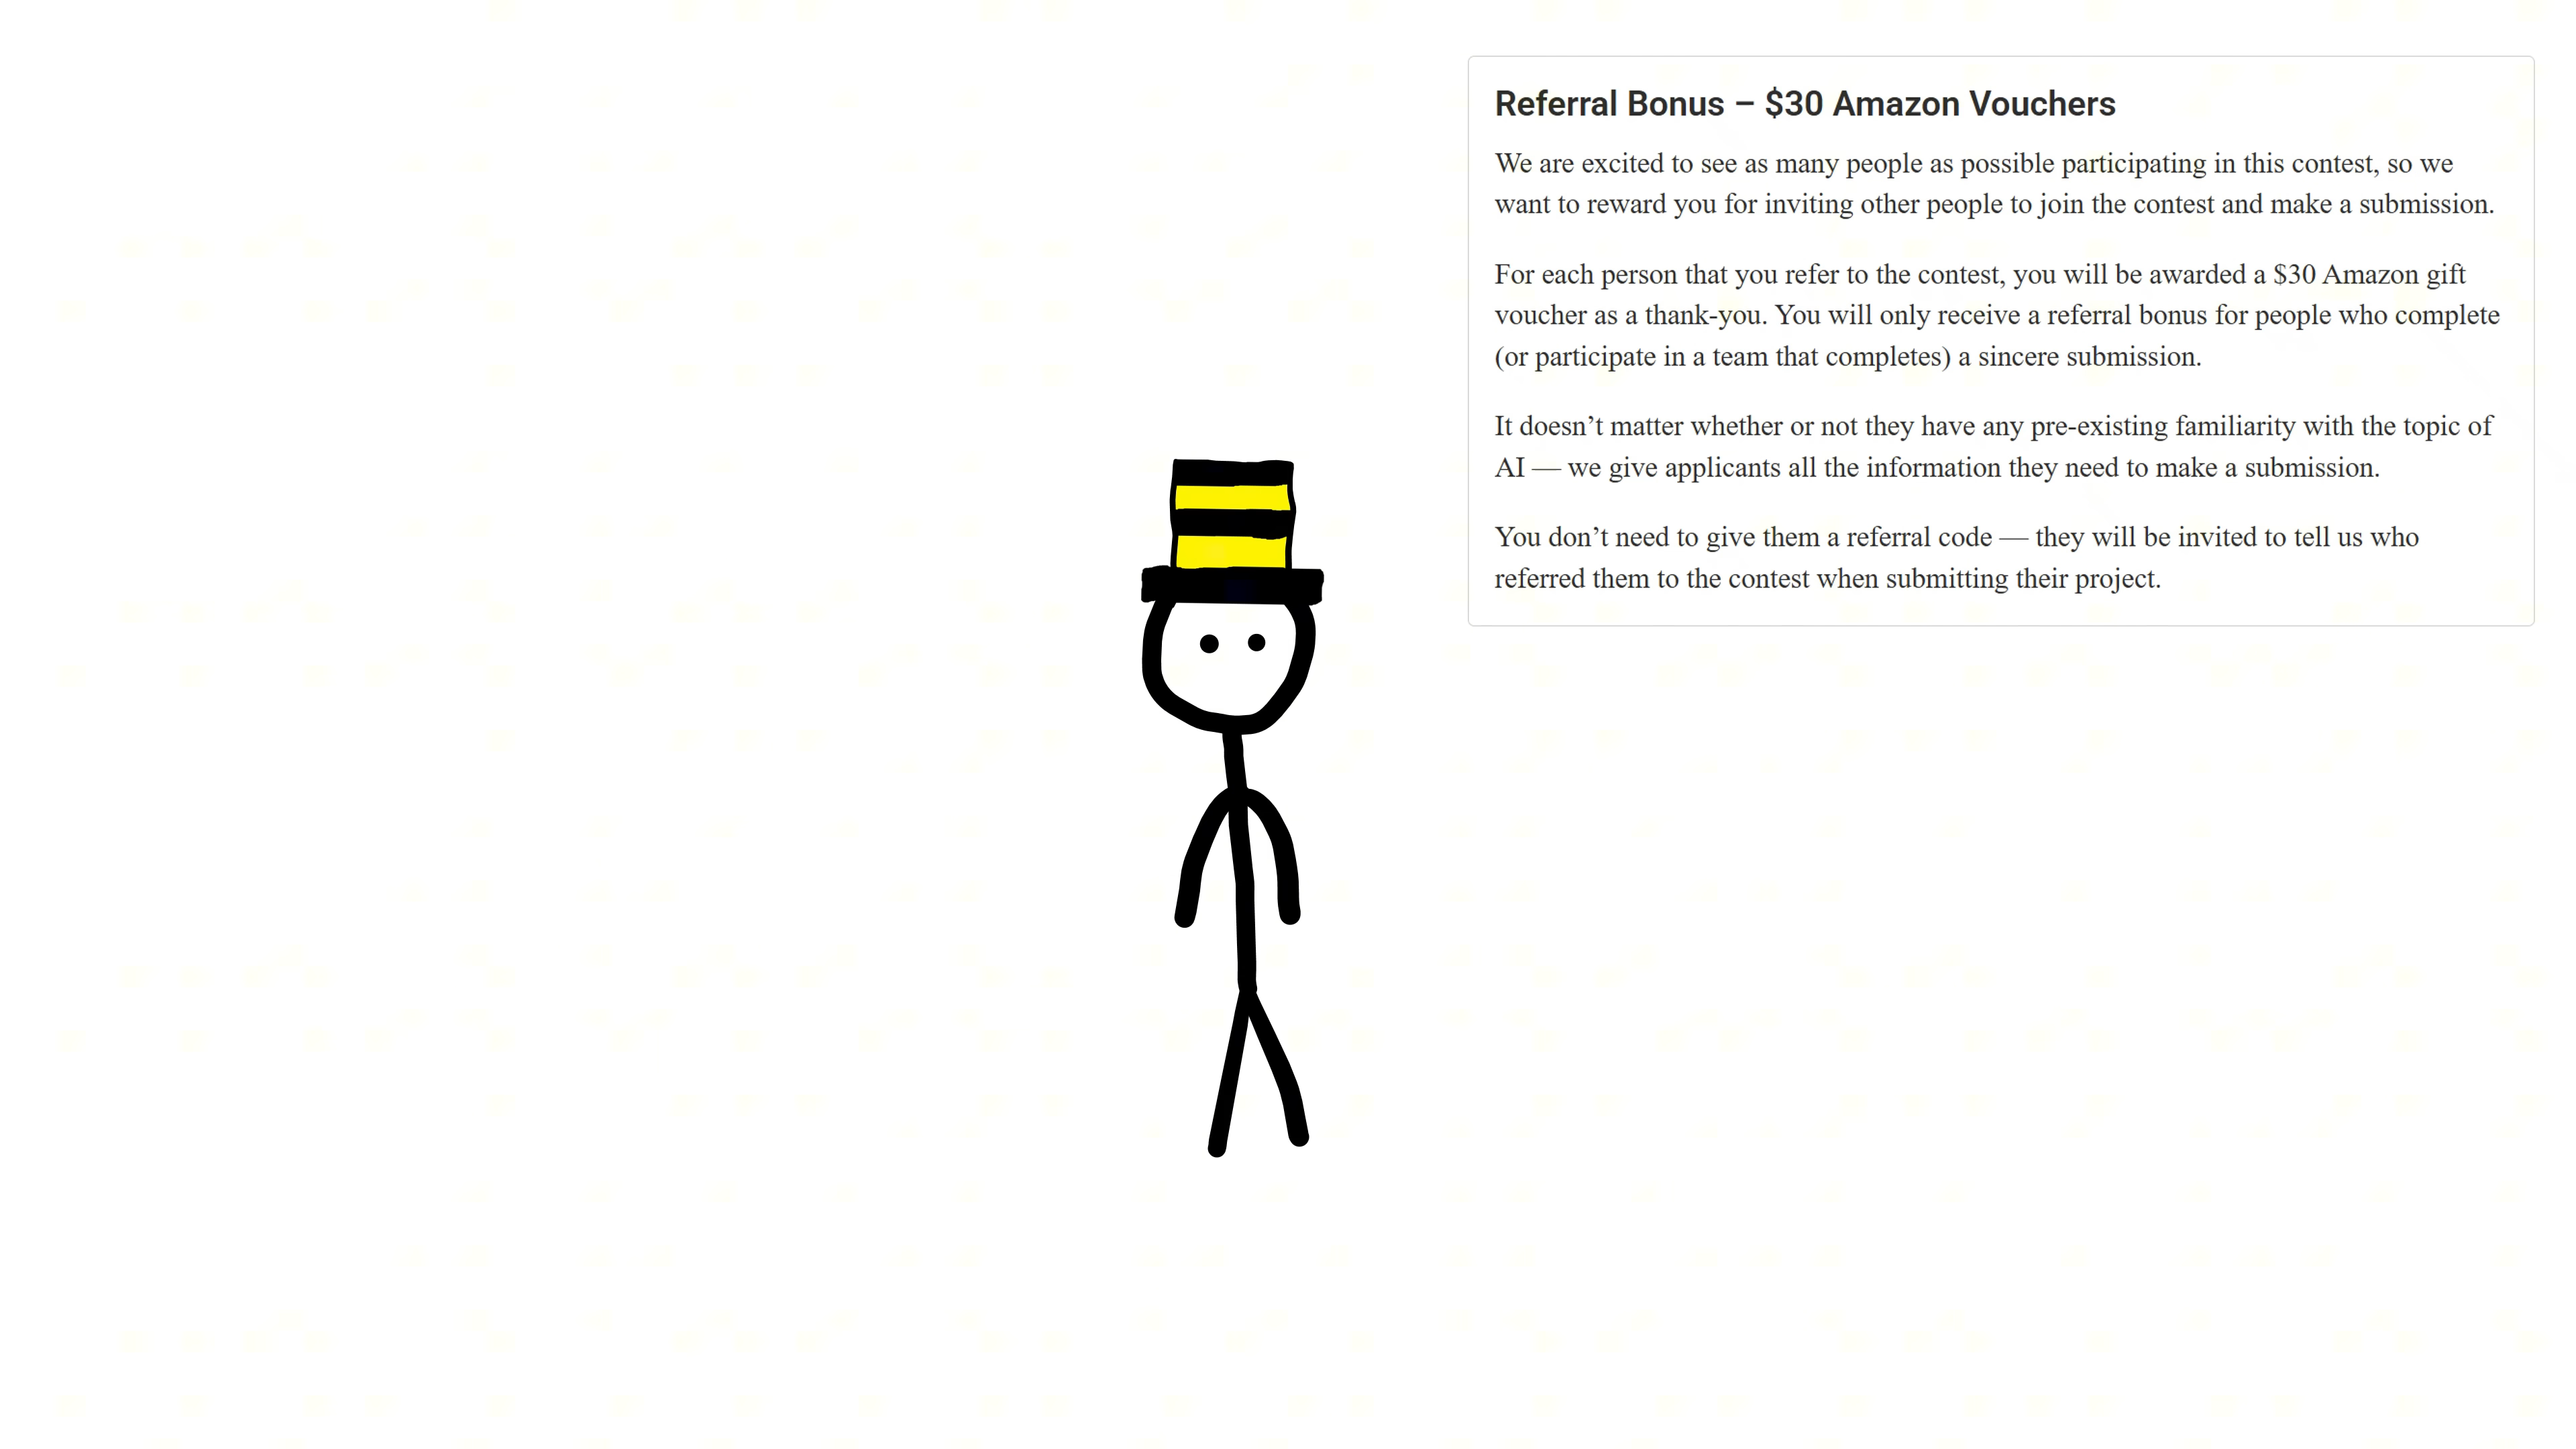 Referral Bonus – $30 Amazon Vouchers
We are excited to see as many people as possible participating in this contest, so we
want to reward you for inviting other people to join the contest and make a submission.
For each person that you refer to the contest, you will be awarded a $30 Amazon gift
voucher as a thank-you. You will only receive a referral bonus for people who complete
(or participate in a team that completes) a sincere submission.
It doesn’t matter whether or not they have any pre-existing familiarity with the topic of
AI — we give applicants all the information they need to make a submission.
You don’t need to give them a referral code — they will be invited to tell us who
referred them to the contest when submitting their project.